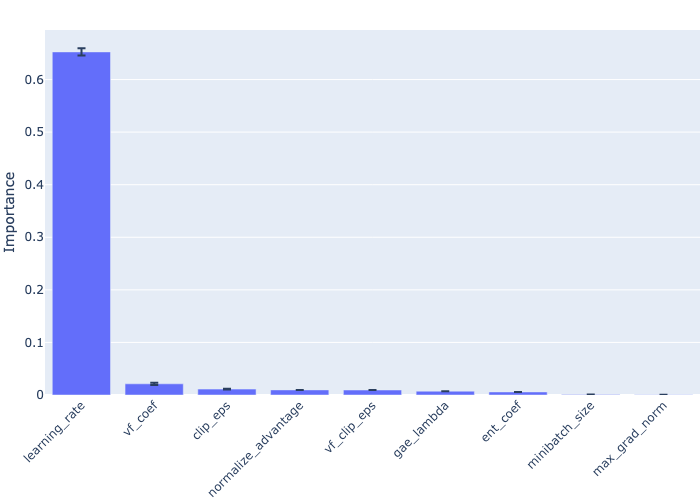 Importance
0.6
0.5
0.4
0.3
0.2
0.1
0
learning_rate
vf_coef
clip_eps
normalize_advantage
vf_clip_eps
gae_lambda
ent_coef
minibatch_size
max_grad_norm